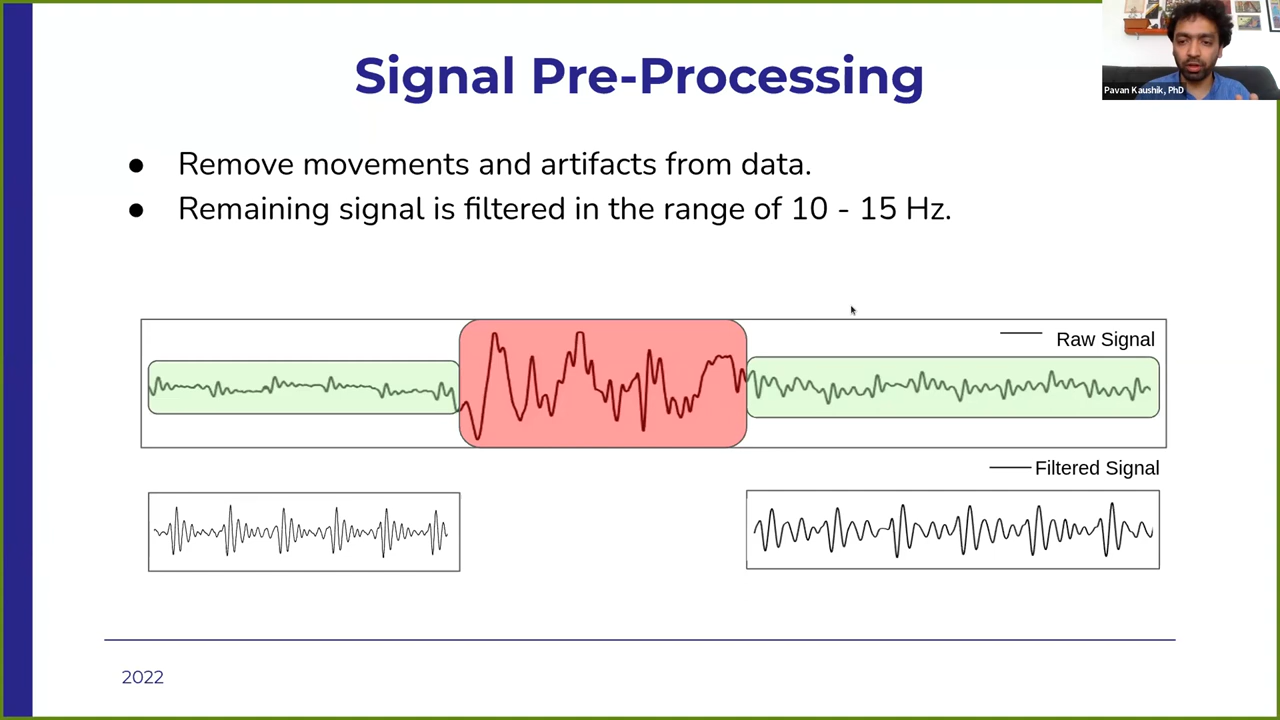 Signal Pre-Processing
Pavan Kaushik, PhD
● Remove movements and artifacts from data.
● Remaining signal is filtered in the range of 10 - 15 Hz.
Raw Signal
Filtered Signal
2022